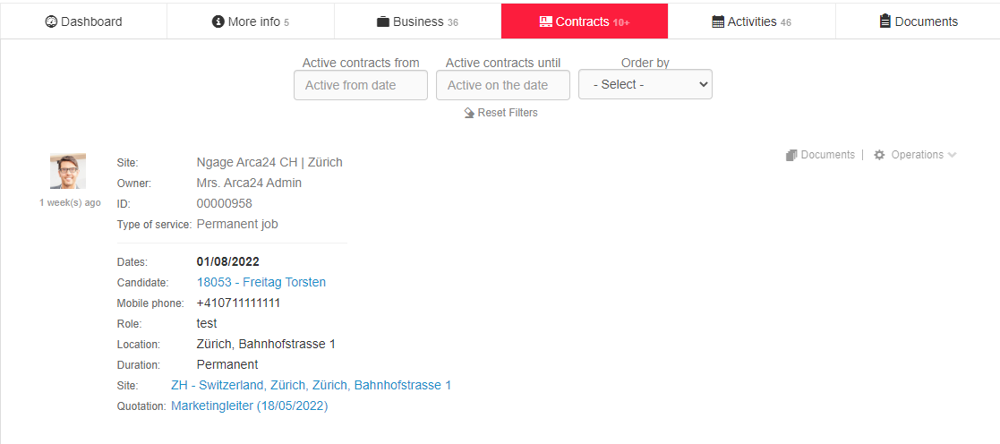 Dashboard More info 5 Business 36 Contracts 10+ Activities 46 Documents
Active contracts from Active contracts until Order by
Active from date Active on the date - Select -
Reset Filters
Documents | Operations
Site: Ngage Arca24 CH | Zürich
Owner: Mrs. Arca24 Admin
1 week(s) ago ID: 00000958
Type of service: Permanent job
Dates: 01/08/2022
Candidate: 18053 - Freitag Torsten
Mobile phone: +410711111111
Role: test
Location: Zürich, Bahnhofstrasse 1
Duration: Permanent
Site: ZH - Switzerland, Zürich, Zürich, Bahnhofstrasse 1
Quotation: Marketingleiter (18/05/2022)